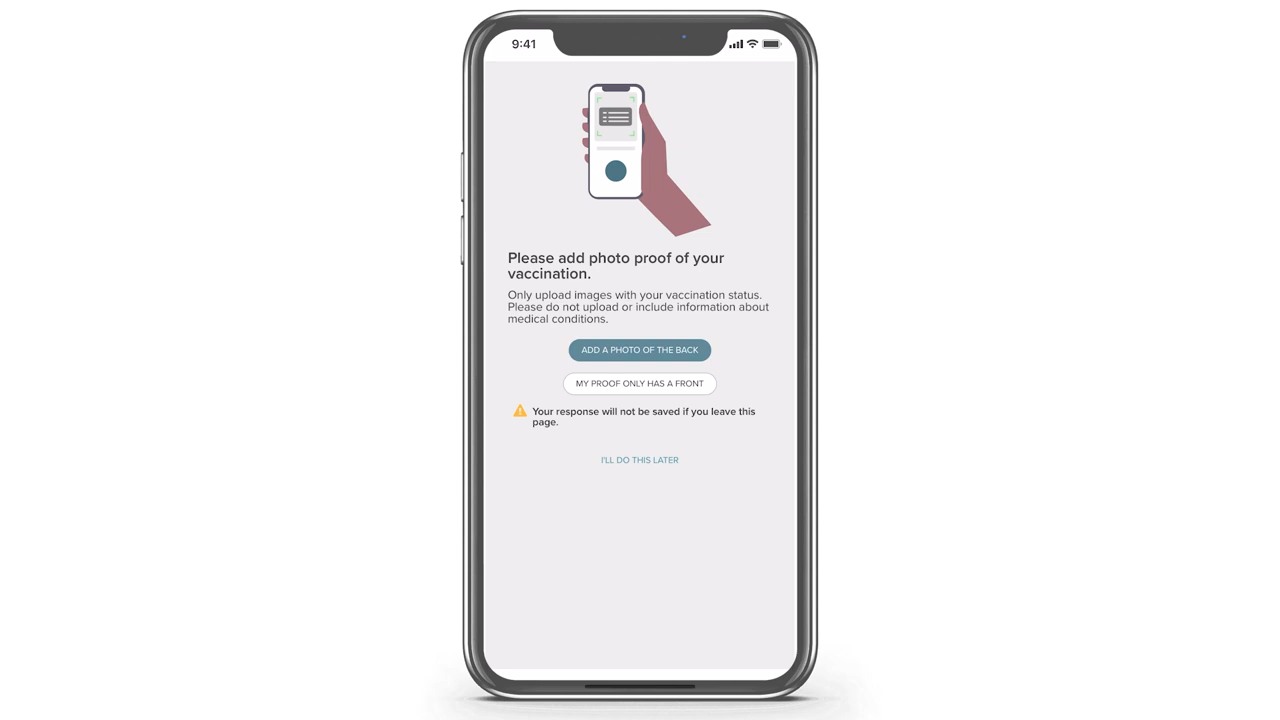 9:41
Please add photo proof of your
vaccination.
Only upload images with your vaccination status.
Please do not upload or include information about
medical conditions.
ADD A PHOTO OF THE BACK
MY PROOF ONLY HAS A FRONT
Your response will not be saved if you leave this
page.
I'LL DO THIS LATER